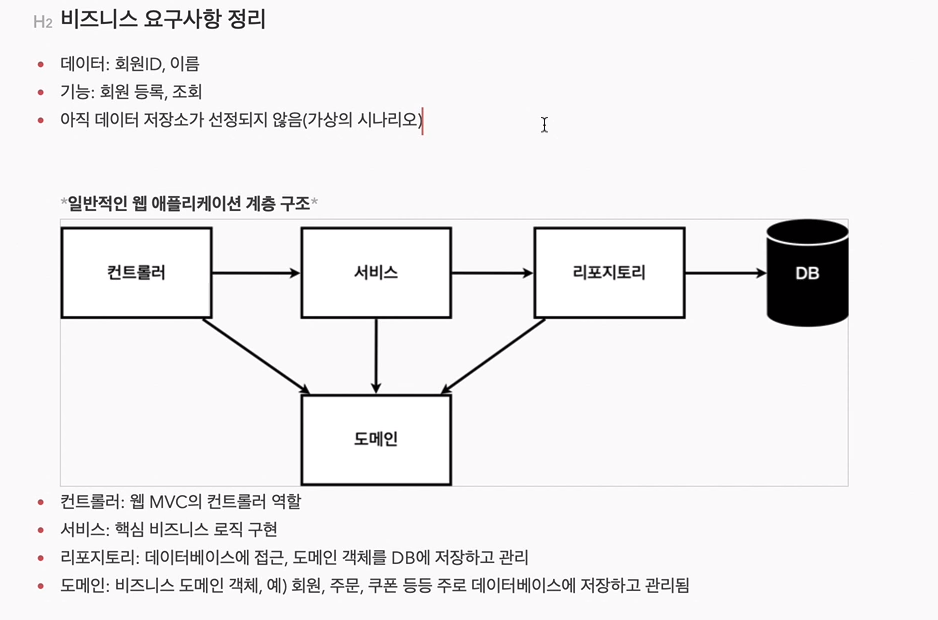 H2 비즈니스 요구사항 정리
• 데이터: 회원ID, 이름
• 기능: 회원 등록, 조회
• 아직 데이터 저장소가 선정되지 않음(가상의 시나리오)
*일반적인 웹 애플리케이션 계층 구조*
컨트롤러 서비스 리포지토리 DB
도메인
• 컨트롤러: 웹 MVC의 컨트롤러 역할
• 서비스: 핵심 비즈니스 로직 구현
• 리포지토리: 데이터베이스에 접근, 도메인 객체를 DB에 저장하고 관리
• 도메인: 비즈니스 도메인 객체, 예) 회원, 주문, 쿠폰 등등 주로 데이터베이스에 저장하고 관리됨